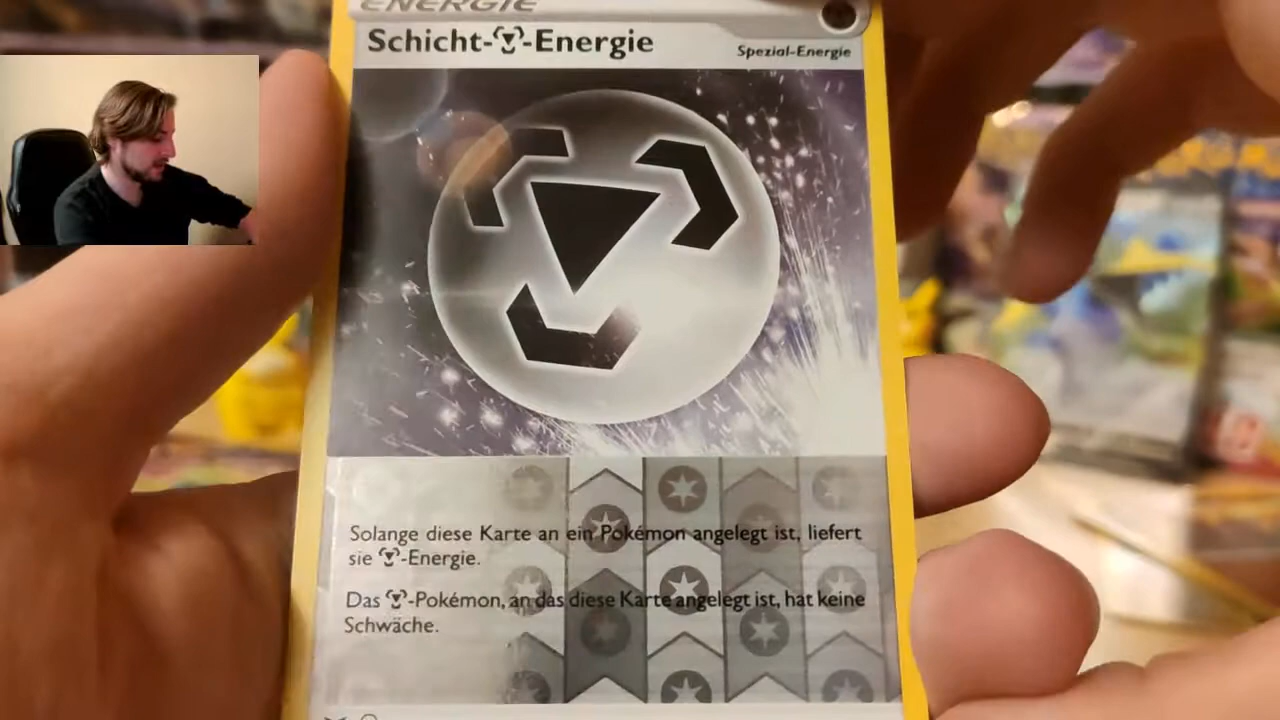 ENERGIE
Schicht-Energie
Spezial-Energie
Solange diese Karte an ein Pokémon angelegt ist, liefert
sie -Energie.
Das -Pokémon, an das diese Karte angelegt ist, hat keine
Schwäche.